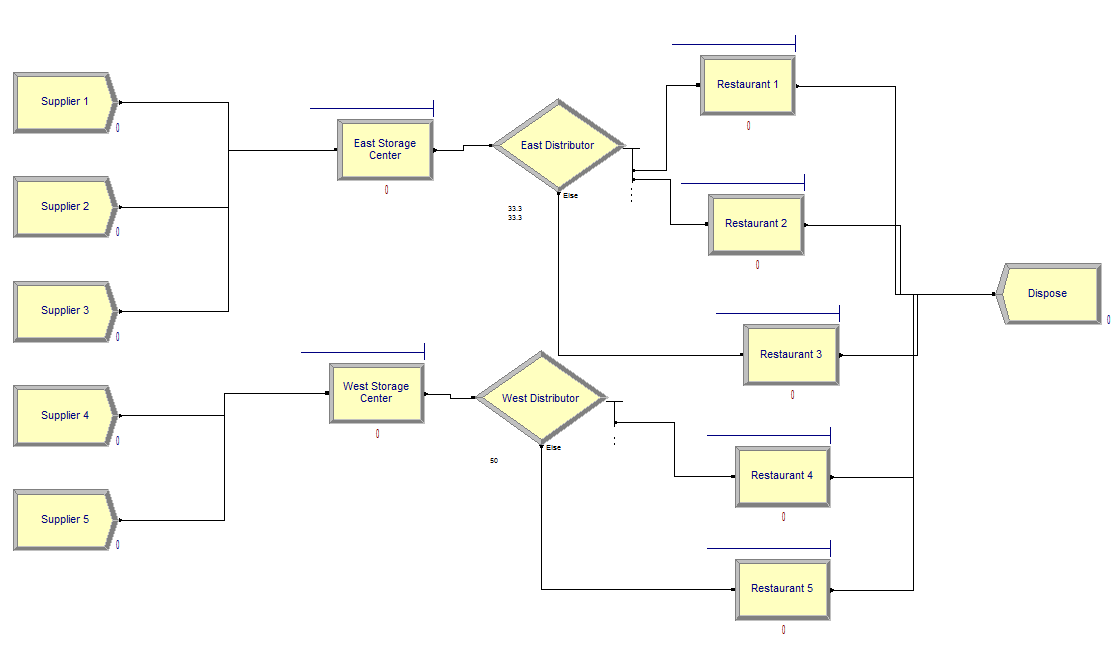 Supplier 1
0
Supplier 2
0
Supplier 3
0
Supplier 4
0
Supplier 5
0
East Storage
Center
0
East Distributor
Else
33.3
33.3
West Storage
Center
0
West Distributor
Else
50
Restaurant 1
0
Restaurant 2
0
Restaurant 3
0
Restaurant 4
0
Restaurant 5
0
Dispose
0